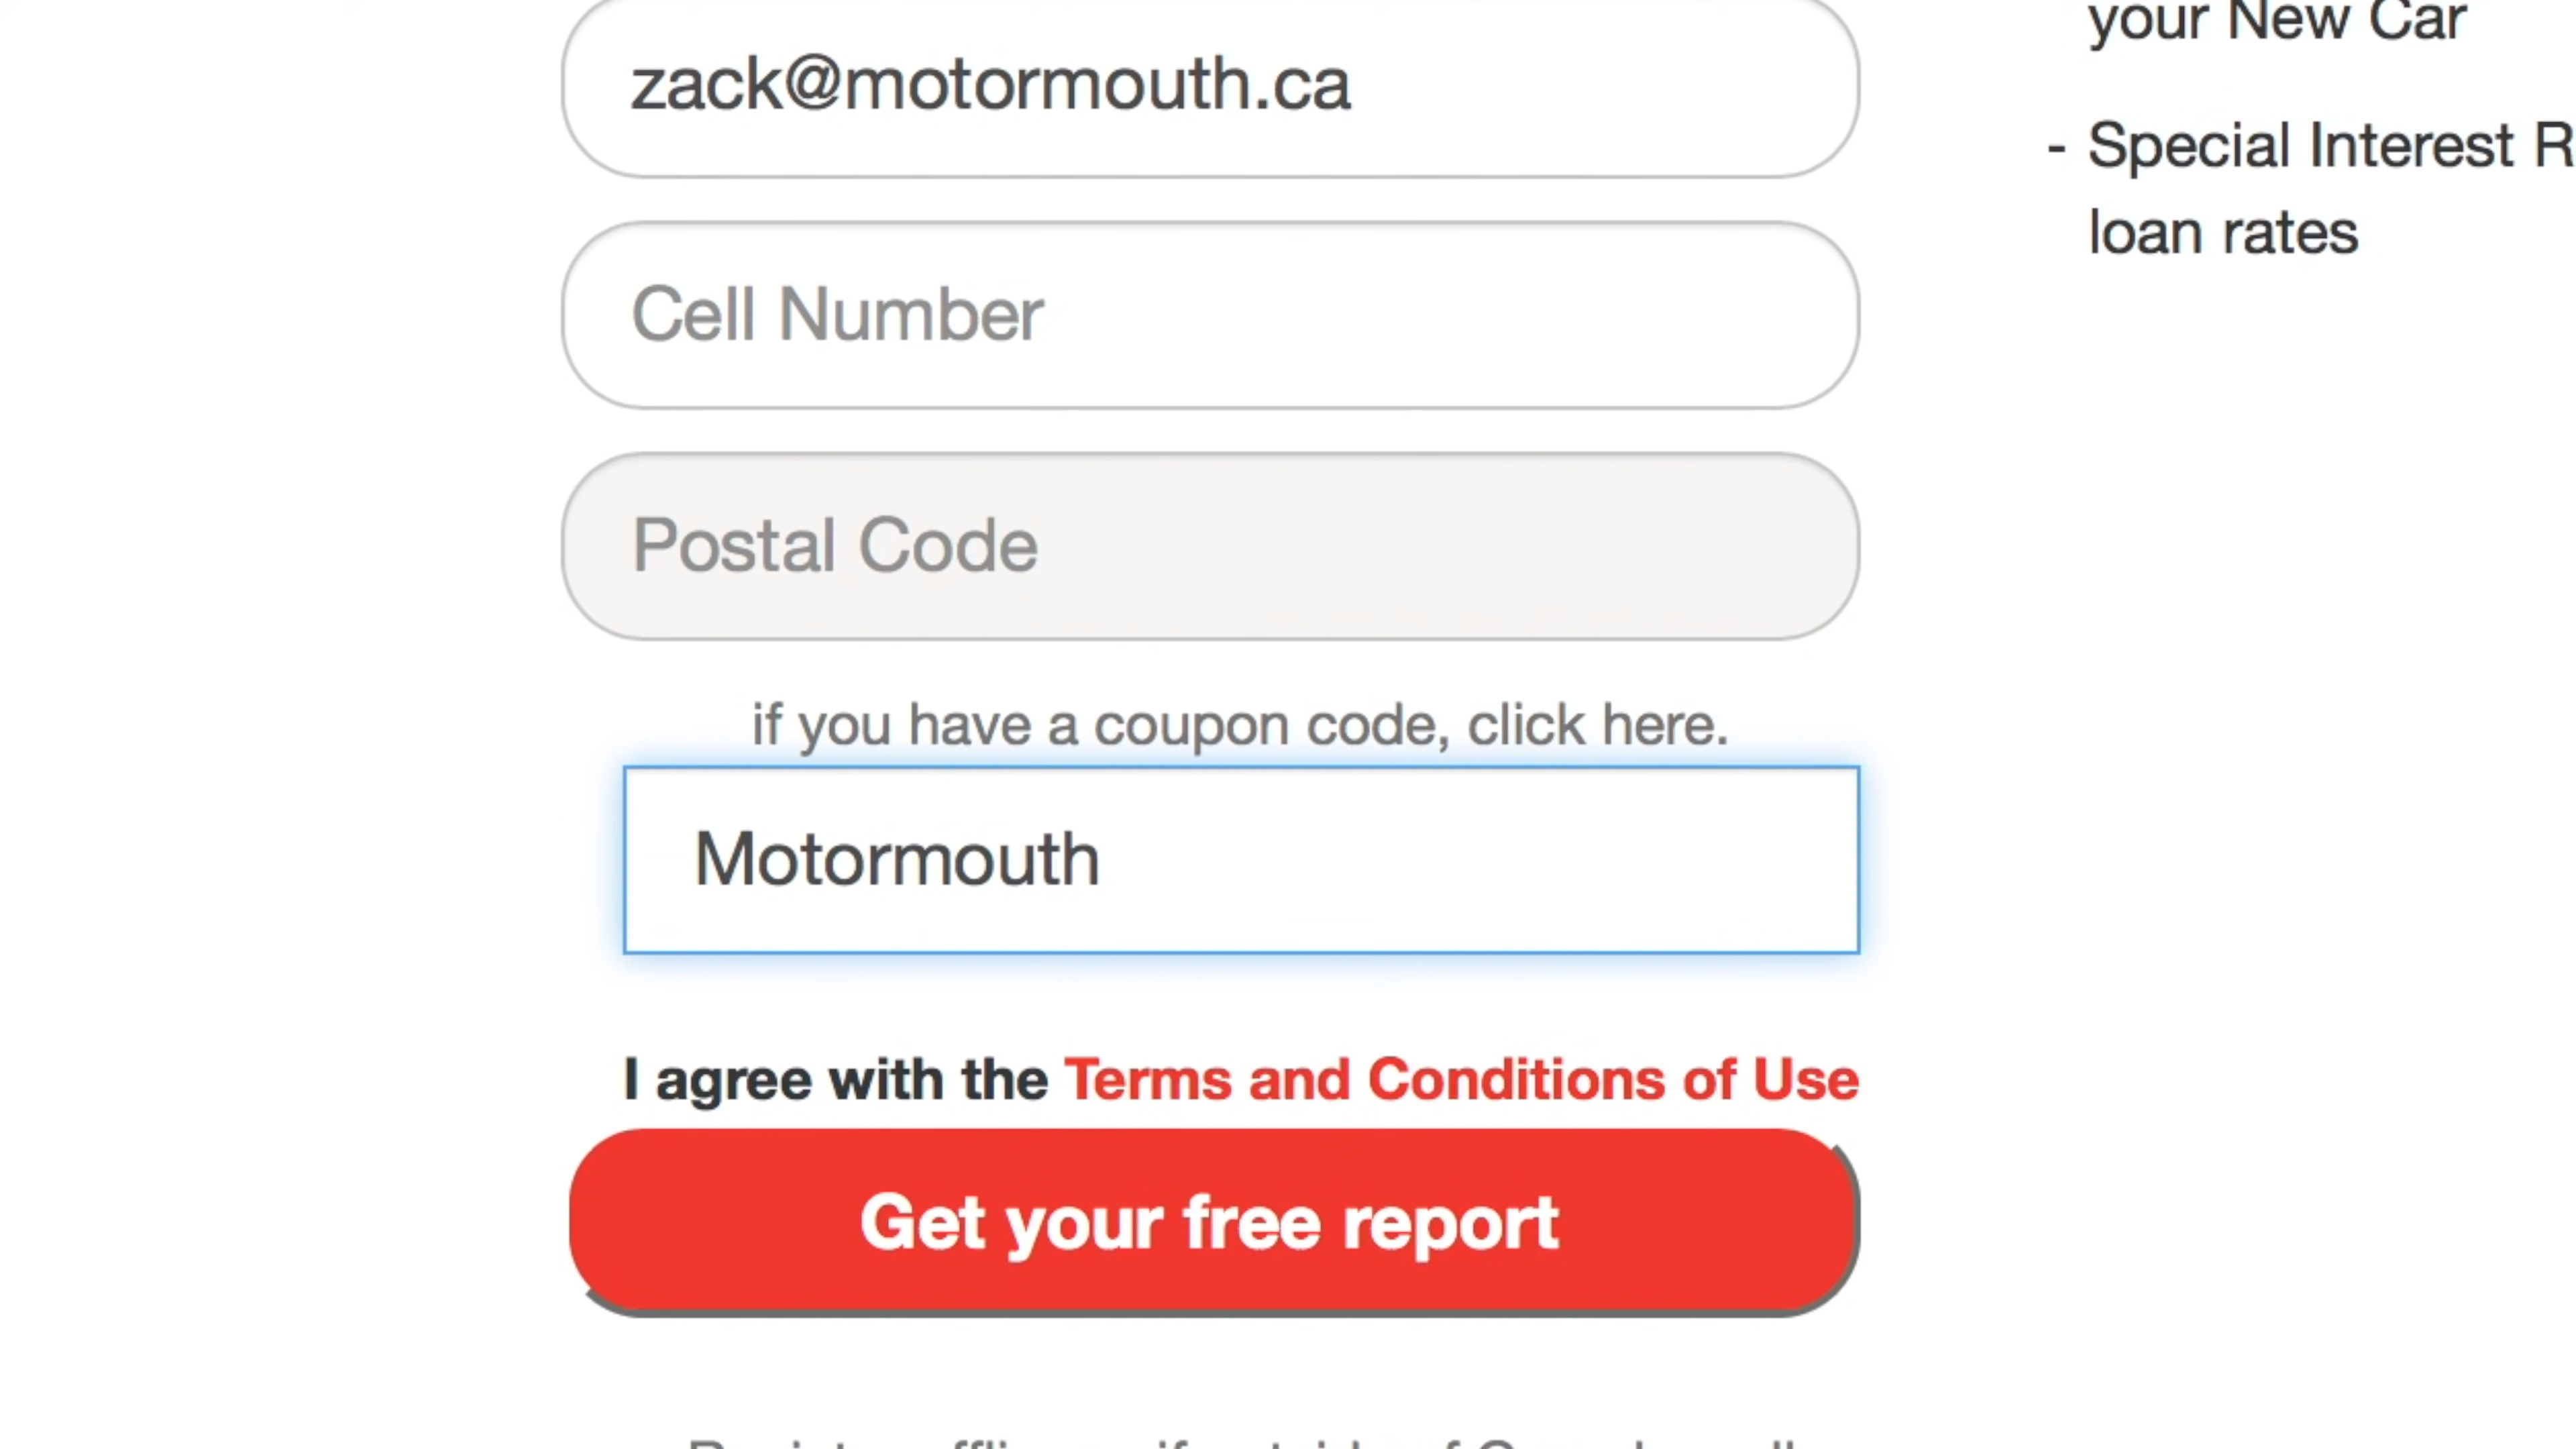 zack@motormouth.ca
Cell Number
Postal Code
if you have a coupon code, click here.
Motormouth
I agree with the Terms and Conditions of Use
Get your free report
your New Car
- Special Interest
loan rates